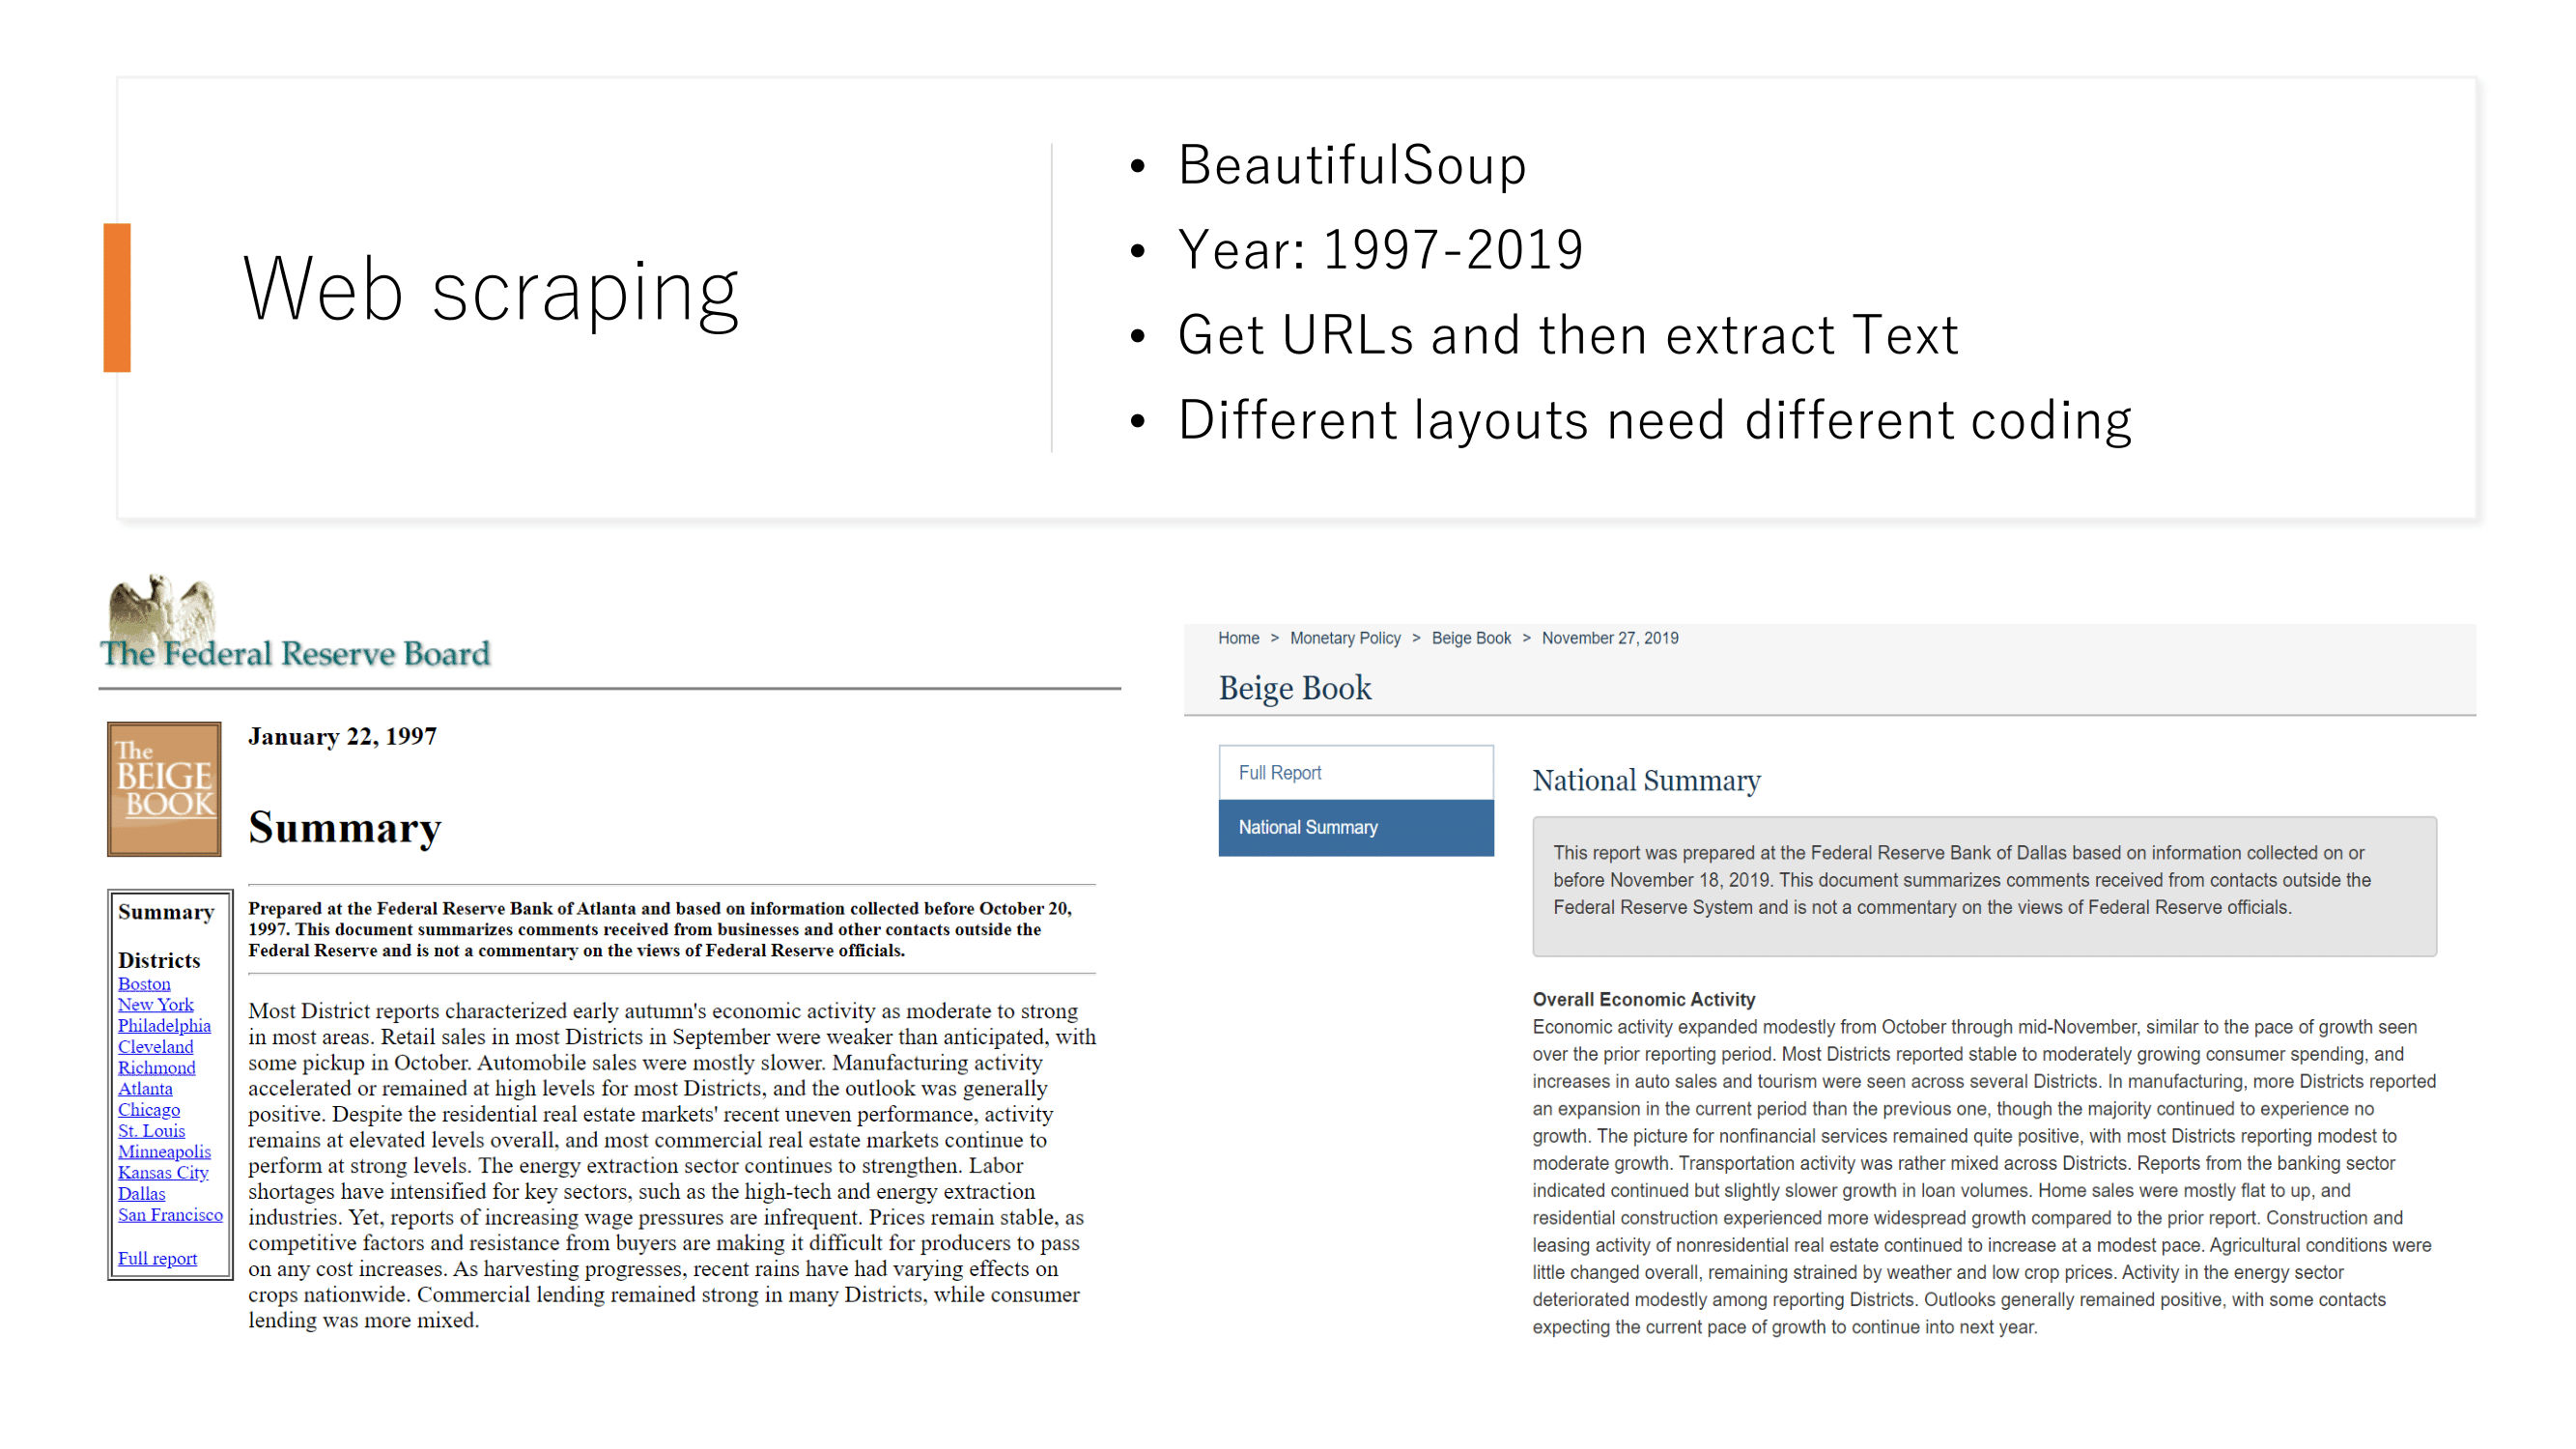 Web scraping
• BeautifulSoup
• Year: 1997-2019
• Get URLs and then extract Text
• Different layouts need different coding
The Federal Reserve Board
The
BEIGE
BOOK
January 22, 1997
Summary
Summary
Districts
Boston
New York
Philadelphia
Cleveland
Richmond
Atlanta
Chicago
St. Louis
Minneapolis
Kansas City
Dallas
San Francisco
Full report
Prepared at the Federal Reserve Bank of Atlanta and based on information collected before October 20,
1997. This document summarizes comments received from businesses and other contacts outside the
Federal Reserve and is not a commentary on the views of Federal Reserve officials.
Most District reports characterized early autumn's economic activity as moderate to strong
in most areas. Retail sales in most Districts in September were weaker than anticipated, with
some pickup in October. Automobile sales were mostly slower. Manufacturing activity
accelerated or remained at high levels for most Districts, and the outlook was generally
positive. Despite the residential real estate markets' recent uneven performance, activity
remains at elevated levels overall, and most commercial real estate markets continue to
perform at strong levels. The energy extraction sector continues to strengthen. Labor
shortages have intensified for key sectors, such as the high-tech and energy extraction
industries. Yet, reports of increasing wage pressures are infrequent. Prices remain stable, as
competitive factors and resistance from buyers are making it difficult for producers to pass
on any cost increases. As harvesting progresses, recent rains have had varying effects on
crops nationwide. Commercial lending remained strong in many Districts, while consumer
lending was more mixed.
Home > Monetary Policy > Beige Book > November 27, 2019
Beige Book
Full Report
National Summary
National Summary
This report was prepared at the Federal Reserve Bank of Dallas based on information collected on or
before November 18, 2019. This document summarizes comments received from contacts outside the
Federal Reserve System and is not a commentary on the views of Federal Reserve officials.
Overall Economic Activity
Economic activity expanded modestly from October through mid-November, similar to the pace of growth seen
over the prior reporting period. Most Districts reported stable to moderately growing consumer spending, and
increases in auto sales and tourism were seen across several Districts. In manufacturing, more Districts reported
an expansion in the current period than the previous one, though the majority continued to experience no
growth. The picture for nonfinancial services remained quite positive, with most Districts reporting modest to
moderate growth. Transportation activity was rather mixed across Districts. Reports from the banking sector
indicated continued but slightly slower growth in loan volumes. Home sales were mostly flat to up, and
residential construction experienced more widespread growth compared to the prior report. Construction and
leasing activity of nonresidential real estate continued to increase at a modest pace. Agricultural conditions were
little changed overall, remaining strained by weather and low crop prices. Activity in the energy sector
deteriorated modestly among reporting Districts. Outlooks generally remained positive, with some contacts
expecting the current pace of growth to continue into next year.